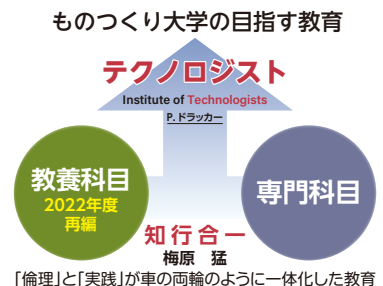 ものつくり大学の目指す教育
テクノロジスト
Institute of Technologists
P.ドラッカー
教養科目
2022年度
再編
専門科目
知行合一
梅原 猛
「倫理」と「実践」が車の両輪のように一体化した教育